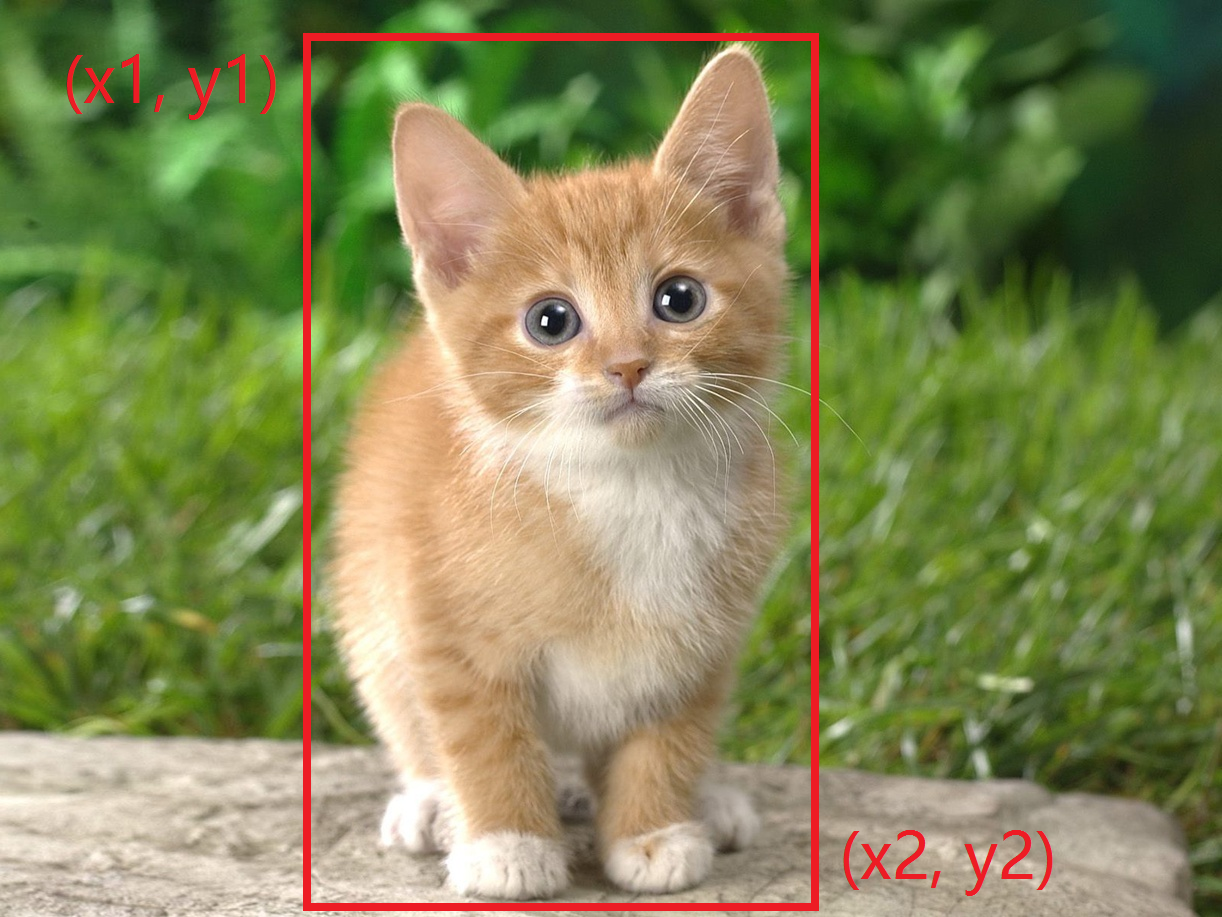 (x1, y1)
(x2, y2)